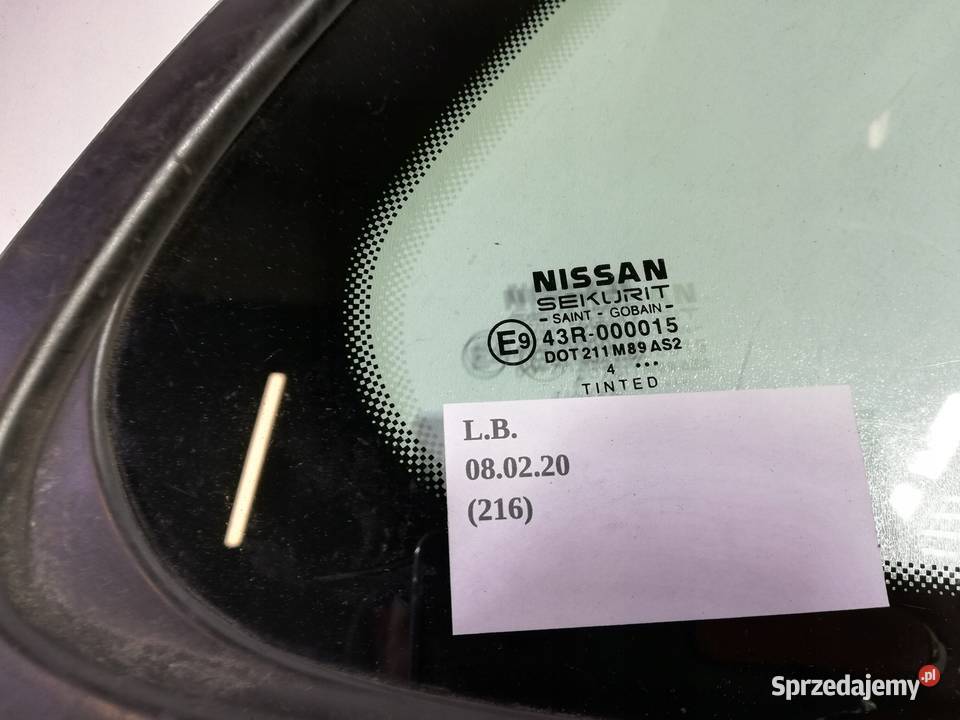 NISSAN
SEKURIT
- SAINT - GOBAIN -
E9 43R-000015
DOT 211 M89 AS2
4 •••
TINTED
L.B.
08.02.20
(216)
Sprzedajemy.pl